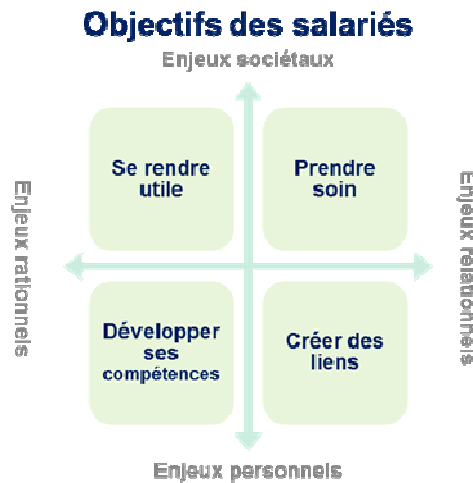 Objectifs des salariés
Enjeux sociétaux
Se rendre
utile
Prendre
soin
Enjeux rationnels
Enjeux relationnels
Développer
ses
compétences
Créer des
liens
Enjeux personnels